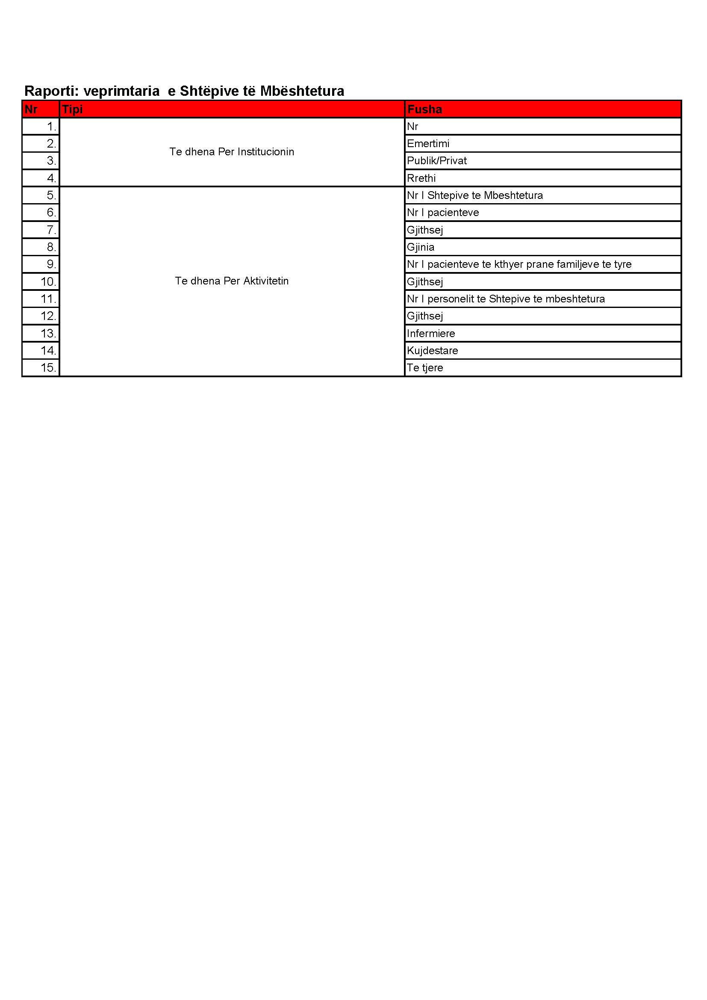 Raporti: veprimtaria  e Shtëpive të Mbështetura
Nr Tipi Fusha
1. Te dhena Per Institucionin Nr
2. Emertimi
3. Publik/Privat
4. Rrethi
5. Te dhena Per Aktivitetin Nr I Shtepive te Mbeshtetura
6. Nr I pacienteve
7. Gjithsej
8. Gjinia
9. Nr I pacienteve te kthyer prane familjeve te tyre
10. Gjithsej
11. Nr I personelit te Shtepive te mbeshtetura
12. Gjithsej
13. Infermiere
14. Kujdestare
15. Te tjere